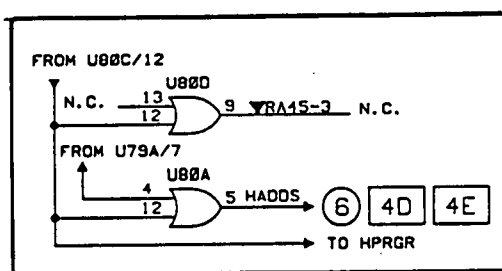 FROM U80C/12
U80D
N.C. 13 9 RA45-3 N.C.
12
FROM U79A/7
U80A
4 5 HADDS 6 4D 4E
12
TO HPRGR